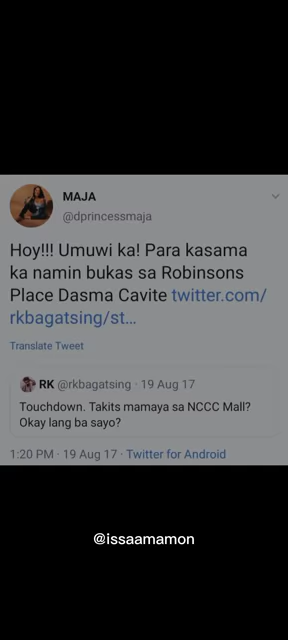 MAJA
@dprincessmaja
Hoy!!! Umuwi ka! Para kasama
ka namin bukas sa Robinsons
Place Dasma Cavite twitter.com/
rkbagatsing/st...
Translate Tweet
RK @rkbagatsing · 19 Aug 17
Touchdown. Takits mamaya sa NCCC Mall?
Okay lang ba sayo?
1:20 PM · 19 Aug 17 · Twitter for Android
@issaamamon